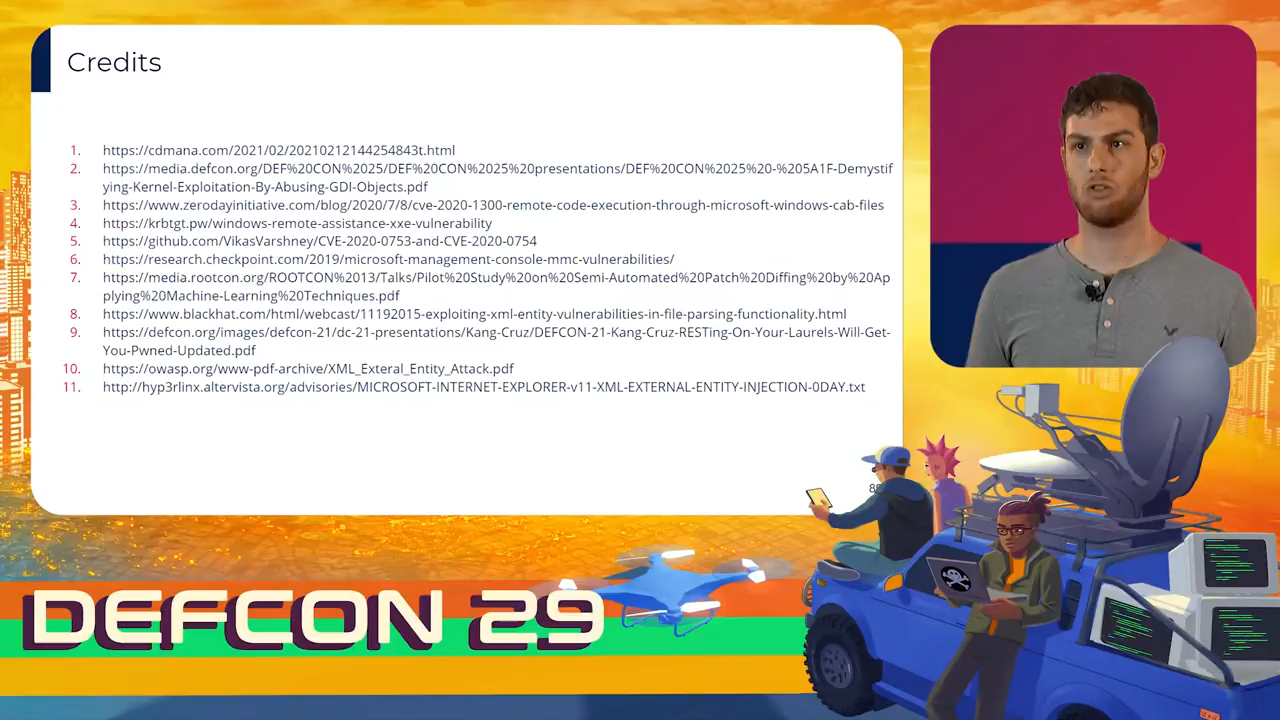 Credits
1. https://cdmana.com/2021/02/20210212144254843t.html
2. https://media.defcon.org/DEF%20CON%2025/DEF%20CON%2025%20presentations/DEF%20CON%2025%20-%205A1F-Demystif
ying-Kernel-Exploitation-By-Abusing-GDI-Objects.pdf
3. https://www.zerodayinitiative.com/blog/2020/7/8/cve-2020-1300-remote-code-execution-through-microsoft-windows-cab-files
4. https://krbtgt.pw/windows-remote-assistance-xxe-vulnerability
5. https://github.com/VikasVarshney/CVE-2020-0753-and-CVE-2020-0754
6. https://research.checkpoint.com/2019/microsoft-management-console-mmc-vulnerabilities/
7. https://media.rootcon.org/ROOTCON%2013/Talks/Pilot%20Study%20on%20Semi-Automated%20Patch%20Diffing%20by%20Ap
plying%20Machine-Learning%20Techniques.pdf
8. https://www.blackhat.com/html/webcast/11192015-exploiting-xml-entity-vulnerabilities-in-file-parsing-functionality.html
9. https://defcon.org/images/defcon-21/dc-21-presentations/Kang-Cruz/DEFCON-21-Kang-Cruz-RESTing-On-Your-Laurels-Will-Get-
You-Pwned-Updated.pdf
10. https://owasp.org/www-pdf-archive/XML_Exteral_Entity_Attack.pdf
11. http://hyp3rlinx.altervista.org/advisories/MICROSOFT-INTERNET-EXPLORER-v11-XML-EXTERNAL-ENTITY-INJECTION-0DAY.txt
DEFCON 29